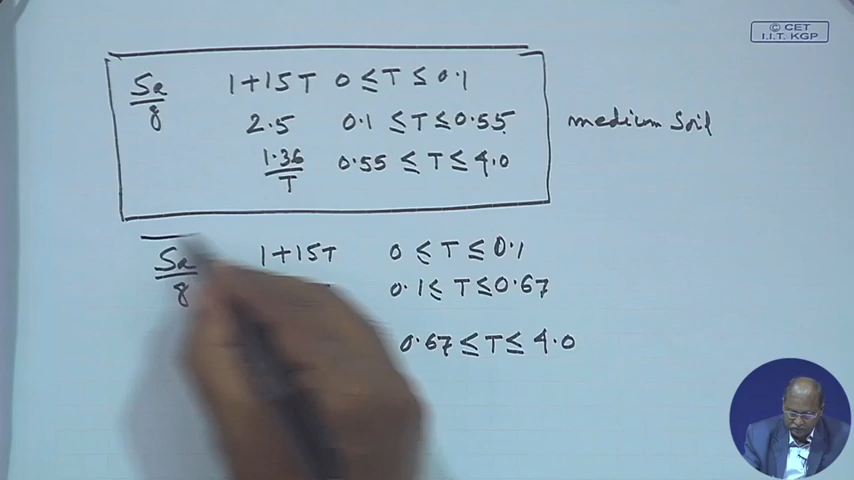 © CET
I.I.T. KGP
Sa/g 1+15T 0 ≤ T ≤ 0.1
2.5 0.1 ≤ T ≤ 0.55
1.36/T 0.55 ≤ T ≤ 4.0
medium Soil
Sa/g 1+15T 0 ≤ T ≤ 0.1
0.1 ≤ T ≤ 0.67
0.67 ≤ T ≤ 4.0